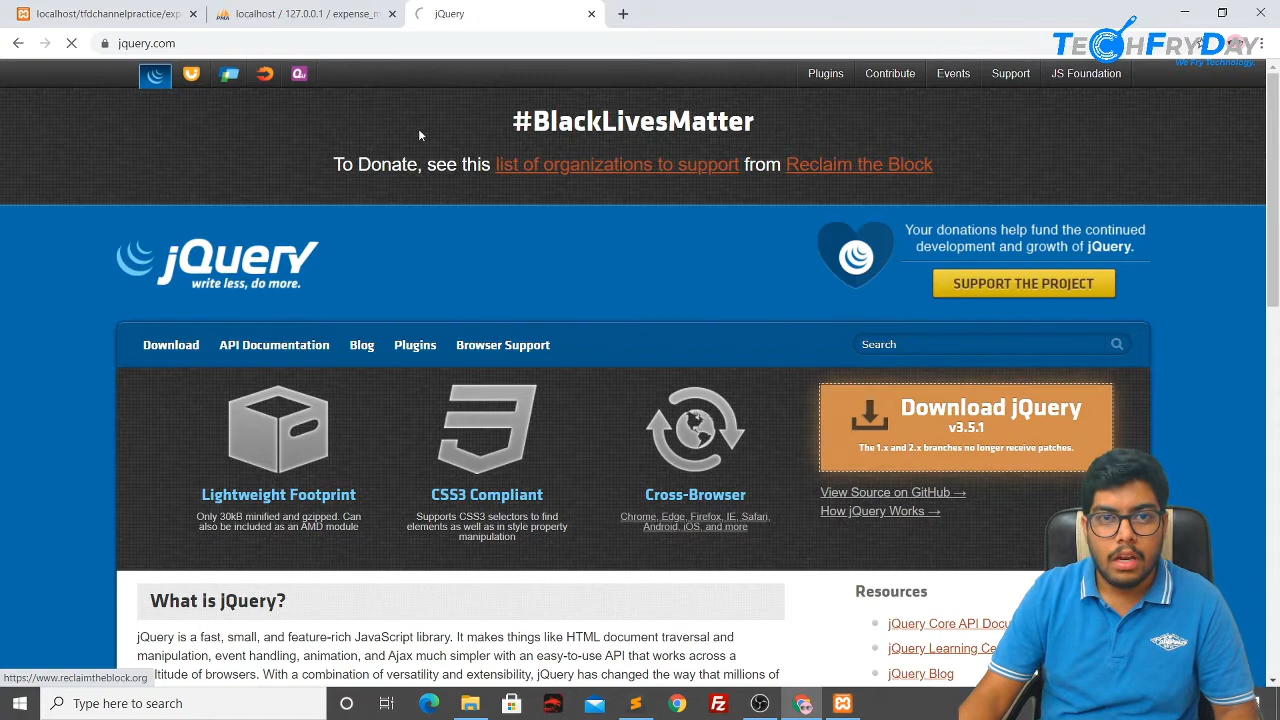 localhost/tfdchannelpractice/exp
localhost / 127.0.0.1 / expense_m
jQuery
jquery.com
TECHFRYDAY
We Fry Technology.
Plugins
Contribute
Events
Support
JS Foundation
#BlackLivesMatter
To Donate, see this list of organizations to support from Reclaim the Block
jQuery
write less, do more.
Your donations help fund the continued
development and growth of jQuery.
SUPPORT THE PROJECT
Download
API Documentation
Blog
Plugins
Browser Support
Search
Lightweight Footprint
Only 30kB minified and gzipped. Can
also be included as an AMD module
CSS3 Compliant
Supports CSS3 selectors to find
elements as well as in style property
manipulation
Cross-Browser
Chrome, Edge, Firefox, IE, Safari,
Android, iOS, and more
Download jQuery
v3.5.1
The 1.x and 2.x branches no longer receive patches.
View Source on GitHub →
How jQuery Works →
What is jQuery?
jQuery is a fast, small, and feature-rich JavaScript library. It makes things like HTML document traversal and
manipulation, event handling, animation, and Ajax much simpler with an easy-to-use API that works across a
ltitude of browsers. With a combination of versatility and extensibility, jQuery has changed the way that millions of
Resources
jQuery Core API Docu
jQuery Learning Ce
jQuery Blog
https://www.reclaimtheblock.org
Type here to search